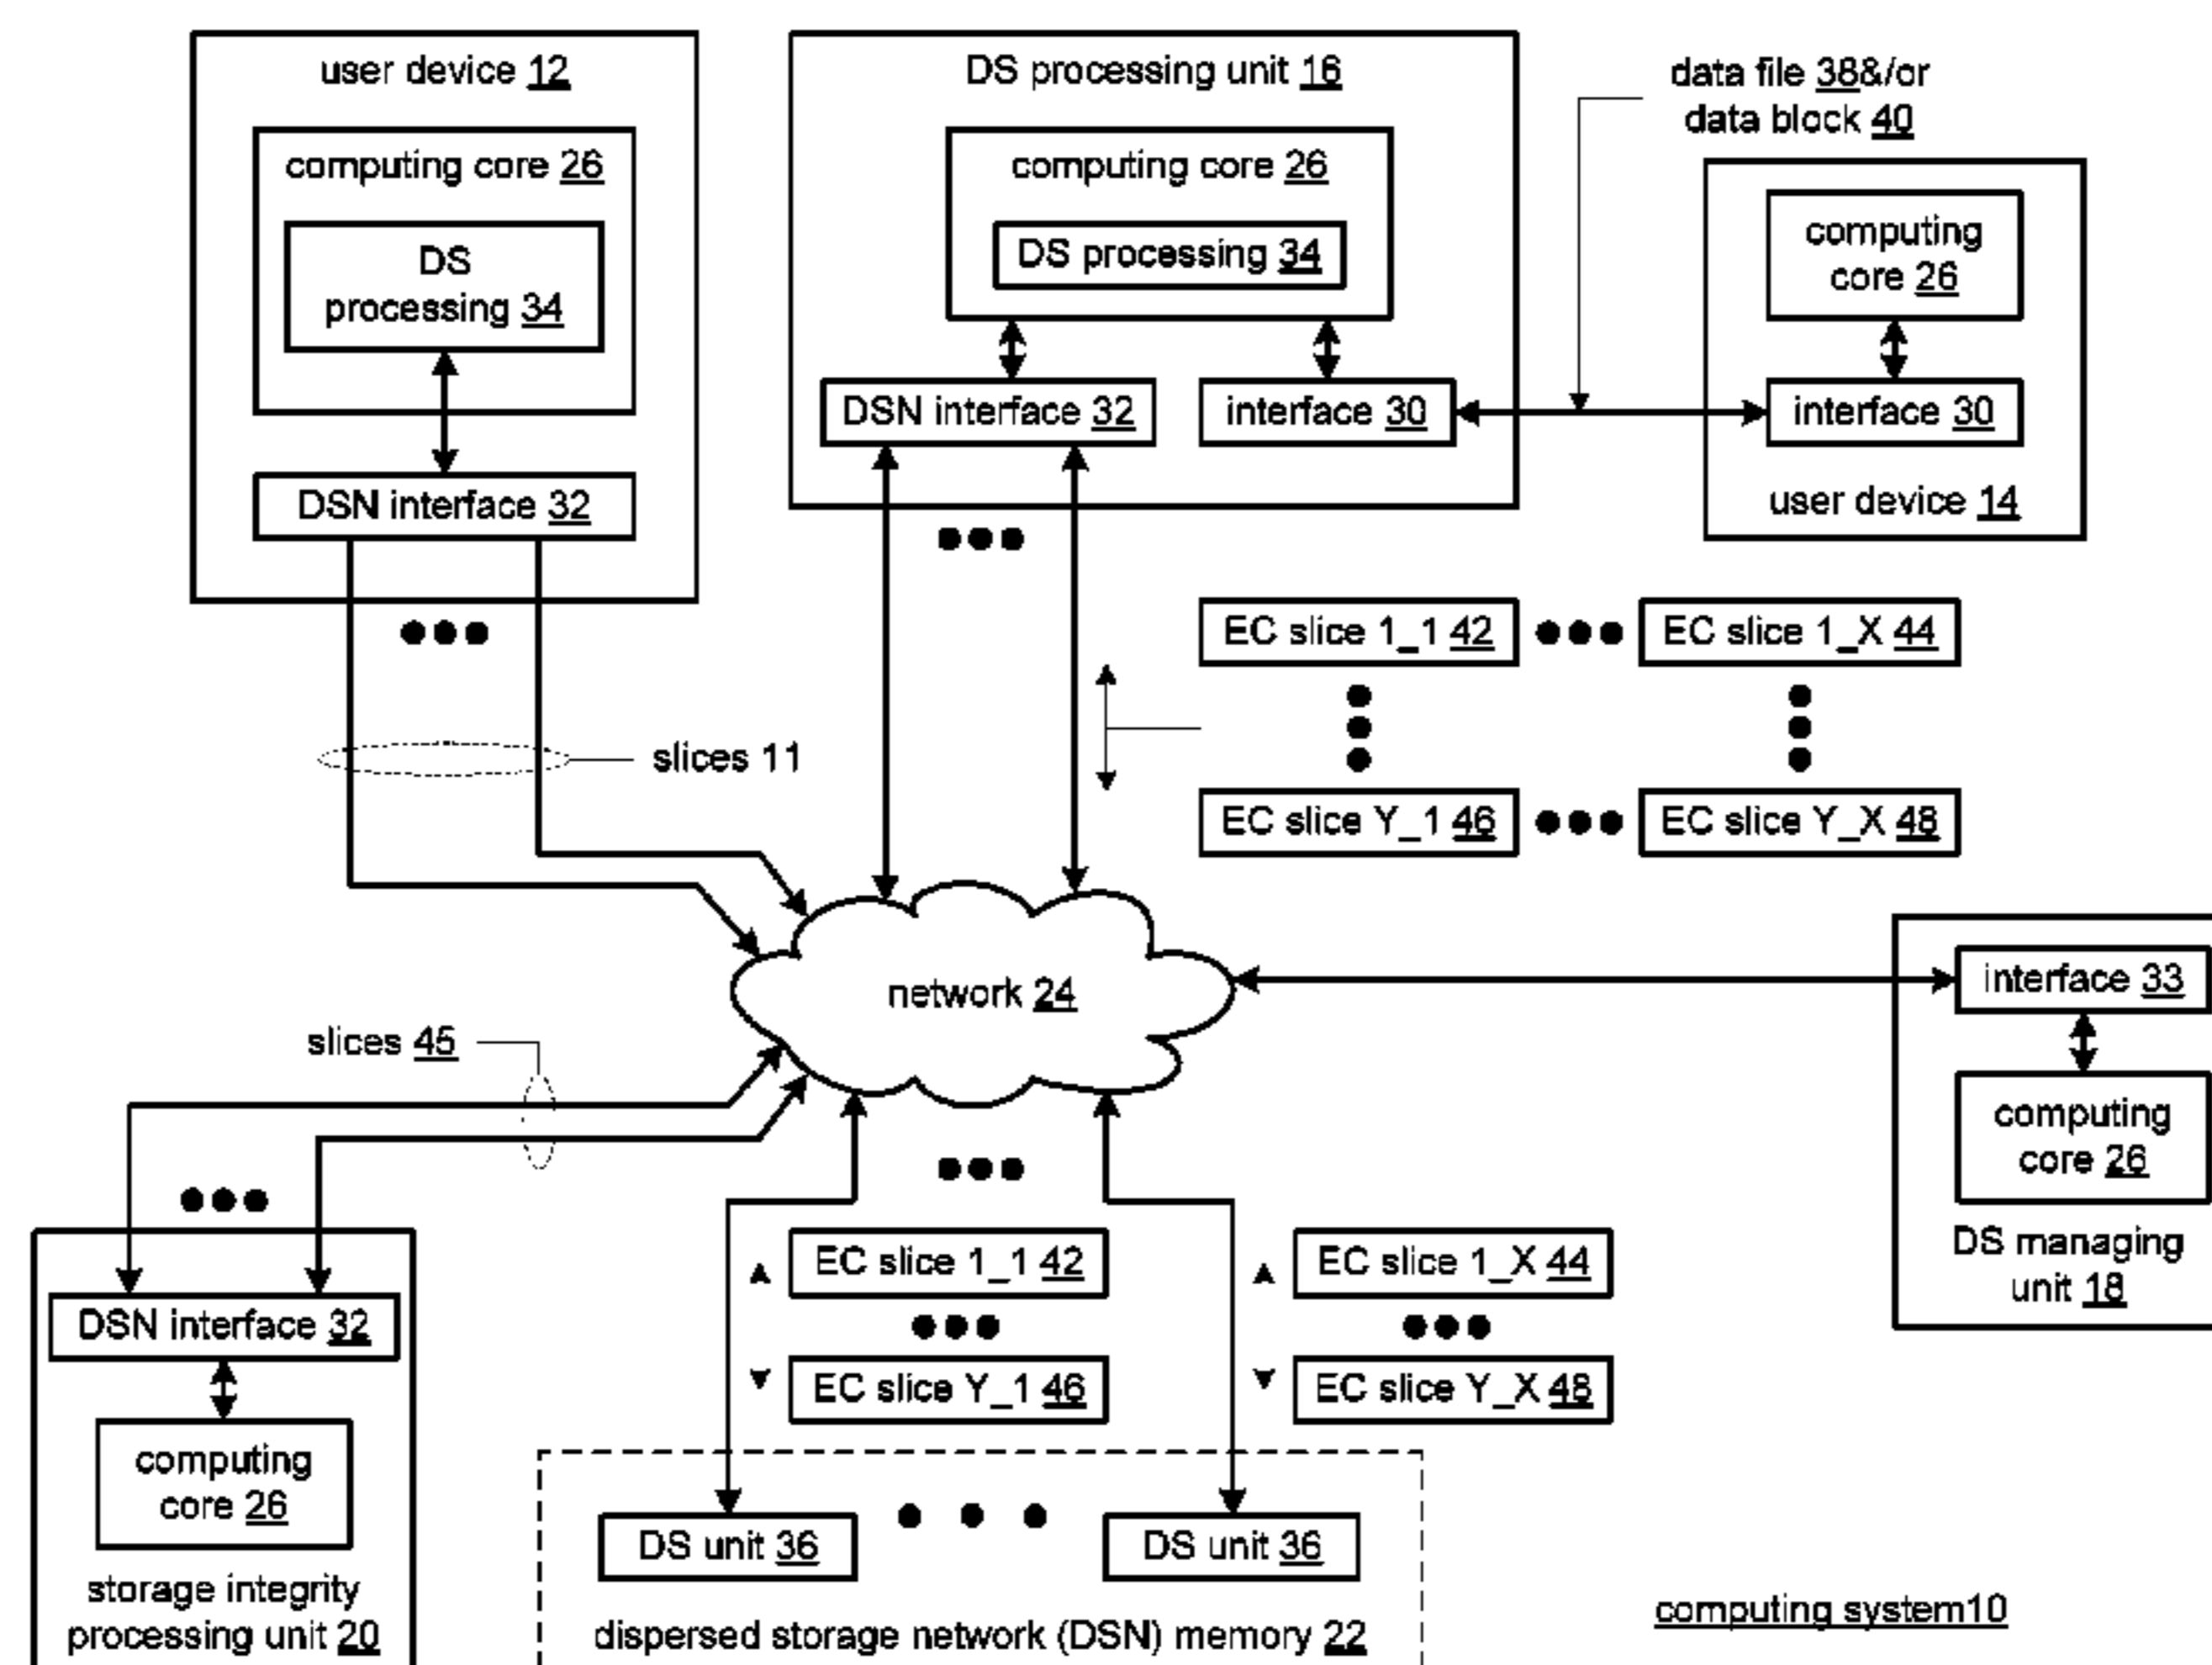 user device 12
computing core 26
DS
processing 34
DSN interface 32
DS processing unit 16
computing core 26
DS processing 34
DSN interface 32
interface 30
data file 38&/or
data block 40
computing
core 26
interface 30
user device 14
slices 11
EC slice 1_1 42
EC slice 1_X 44
EC slice Y_1 46
EC slice Y_X 48
network 24
interface 33
computing
core 26
DS managing
unit 18
slices 45
DSN interface 32
computing
core 26
storage integrity
processing unit 20
EC slice 1_1 42
EC slice 1_X 44
EC slice Y_1 46
EC slice Y_X 48
DS unit 36
DS unit 36
dispersed storage network (DSN) memory 22
computing system10